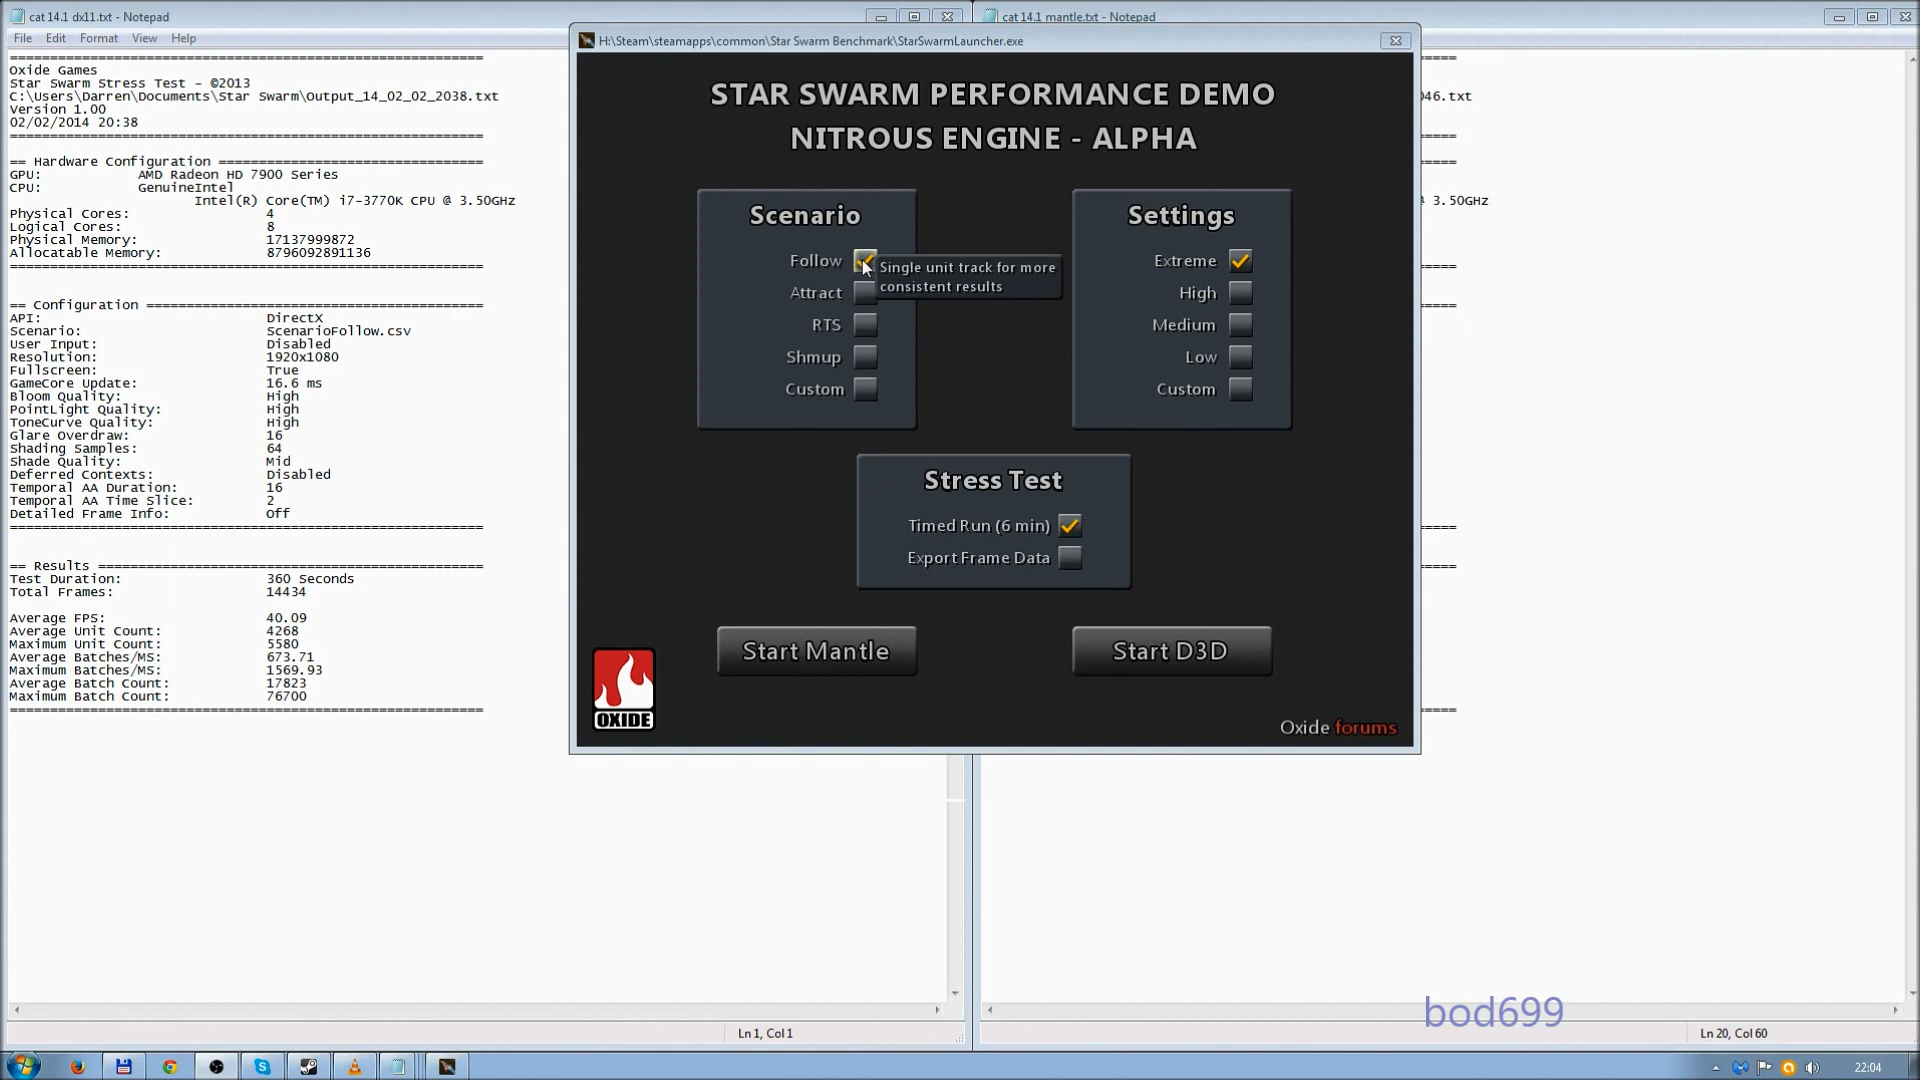 cat 14.1 dx11.txt - Notepad
File Edit Format View Help
Oxide Games
Star Swarm Stress Test - ©2013
C:\Users\Darren\Documents\Star Swarm\Output_14_02_02_2038.txt
Version 1.00
02/02/2014 20:38
== Hardware Configuration =================================
GPU: AMD Radeon HD 7900 Series
CPU: GenuineIntel
Intel(R) Core(TM) i7-3770K CPU @ 3.50GHz
Physical Cores: 4
Logical Cores: 8
Physical Memory: 17137999872
Allocatable Memory: 8796092891136
== Configuration ==========================================
API: DirectX
Scenario: ScenarioFollow.csv
User Input: Disabled
Resolution: 1920x1080
Fullscreen: True
GameCore Update: 16.6 ms
Bloom Quality: High
PointLight Quality: High
ToneCurve Quality: High
Glare Overdraw: 16
Shading Samples: 64
Shade Quality: Mid
Deferred Contexts: Disabled
Temporal AA Duration: 16
Temporal AA Time Slice: 2
Detailed Frame Info: Off
== Results ================================================
Test Duration: 360 Seconds
Total Frames: 14434
Average FPS: 40.09
Average Unit Count: 4268
Maximum Unit Count: 5580
Average Batches/MS: 673.71
Maximum Batches/MS: 1569.93
Average Batch Count: 17823
Maximum Batch Count: 76700
Ln 1, Col 1
H:\Steam\steamapps\common\Star Swarm Benchmark\StarSwarmLauncher.exe
STAR SWARM PERFORMANCE DEMO
NITROUS ENGINE - ALPHA
Scenario
Follow
Attract
RTS
Shmup
Custom
Single unit track for more
consistent results
Settings
Extreme
High
Medium
Low
Custom
Stress Test
Timed Run (6 min)
Export Frame Data
Start Mantle
Start D3D
OXIDE
Oxide forums
cat 14.1 mantle.txt - Notepad
046.txt
3.50GHz
Ln 20, Col 60
bod699
22:04